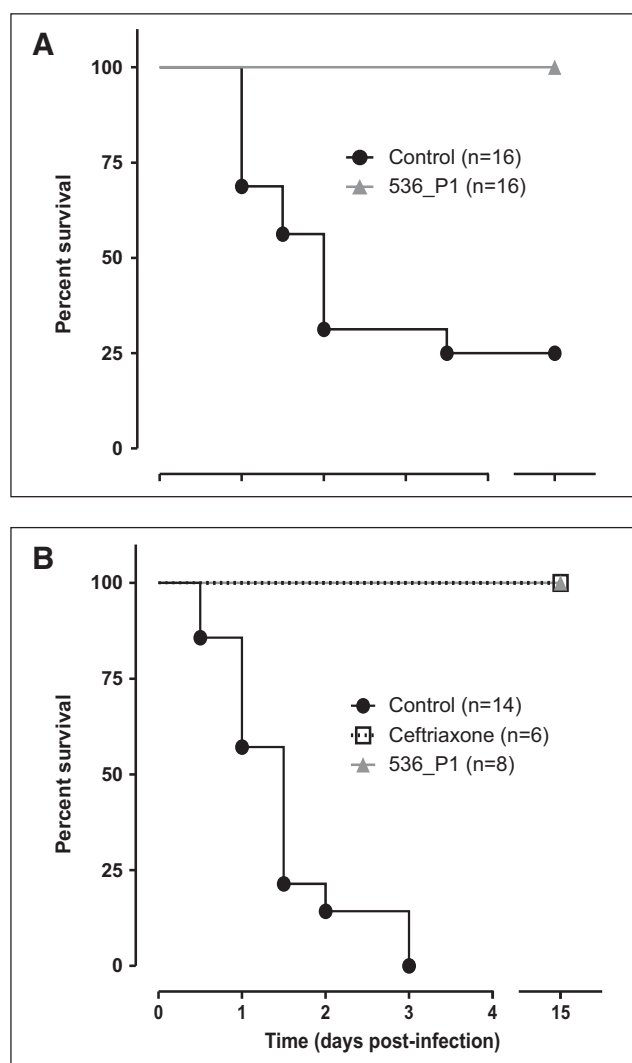 A
100
75
50
25
0
Percent survival
Control (n=16)
536_P1 (n=16)
B
100
75
50
25
0
Percent survival
Control (n=14)
Ceftriaxone (n=6)
536_P1 (n=8)
0 1 2 3 4 15
Time (days post-infection)